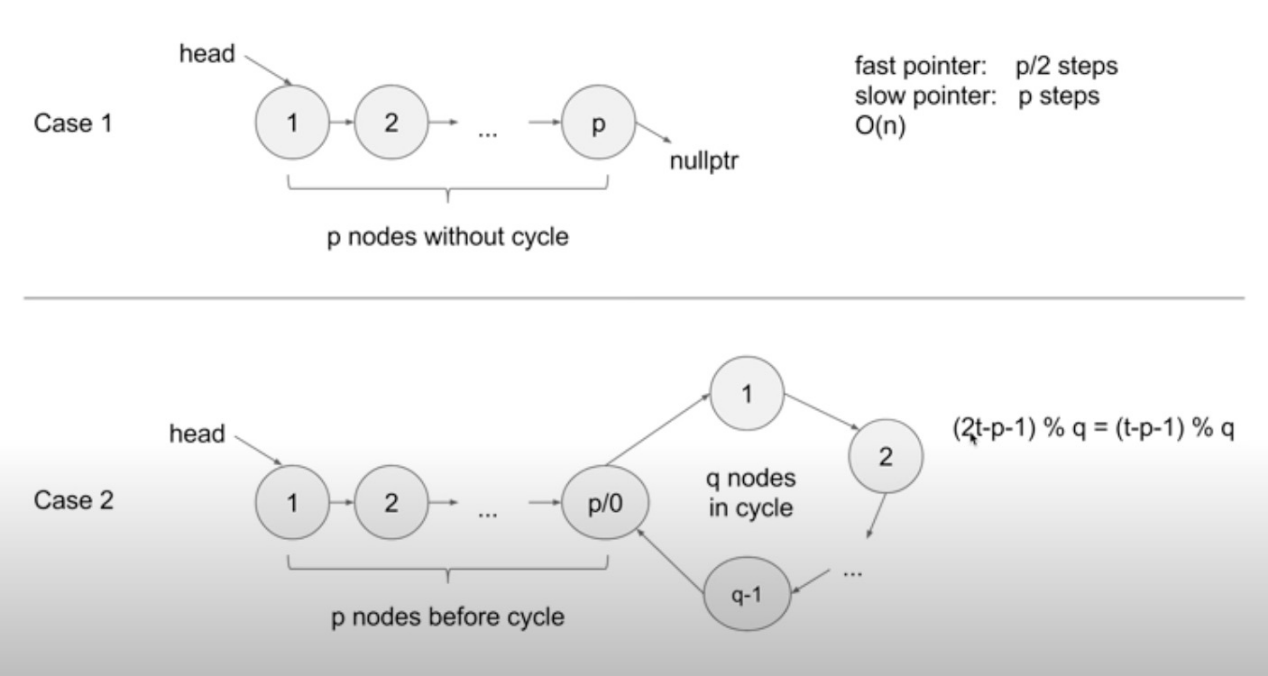 head
Case 1
1
2
...
p
nullptr
p nodes without cycle
fast pointer: p/2 steps
slow pointer: p steps
O(n)
head
Case 2
1
2
...
p/0
1
2
...
q-1
q nodes
in cycle
p nodes before cycle
(2t-p-1) % q = (t-p-1) % q